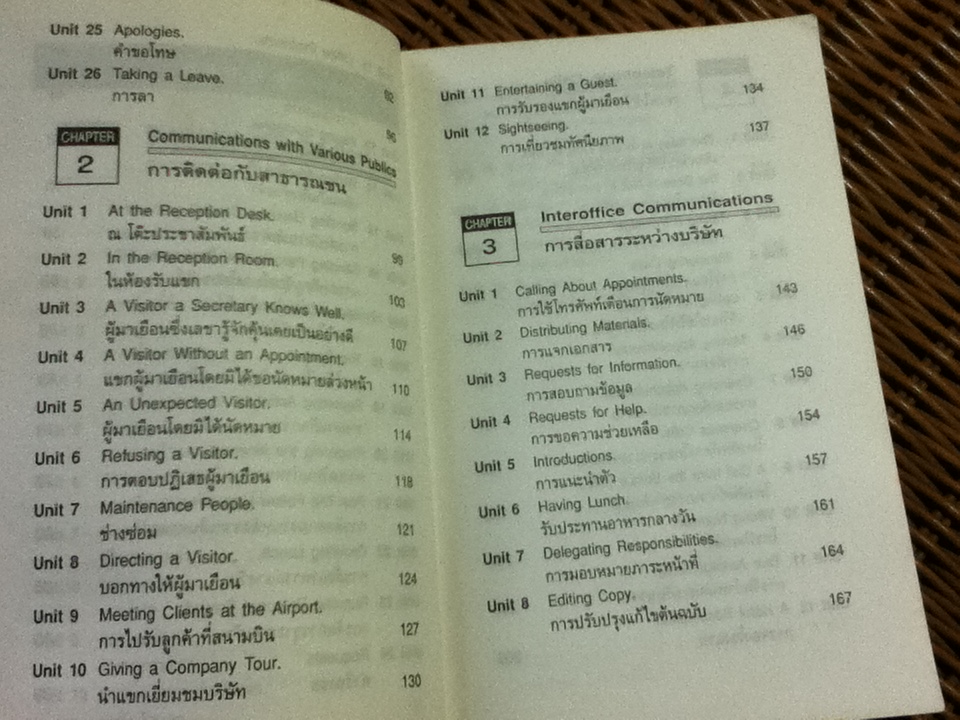 Unit 25 Apologies.
คำขอโทษ
Unit 26 Taking a Leave. 92
การลา
96
CHAPTER 2 Communications with Various Publics
การติดต่อกับสาธารณชน
Unit 1 At the Reception Desk.
ณ โต๊ะประชาสัมพันธ์
Unit 2 In the Reception Room. 99
ในห้องรับแขก
Unit 3 A Visitor a Secretary Knows Well. 103
ผู้มาเยือนซึ่งเลขารู้จักคุ้นเคยเป็นอย่างดี
Unit 4 A Visitor Without an Appointment. 107
แขกผู้มาเยือนโดยมิได้ขอนัดหมายล่วงหน้า 110
Unit 5 An Unexpected Visitor.
ผู้มาเยือนโดยมิได้นัดหมาย 114
Unit 6 Refusing a Visitor.
การตอบปฏิเสธผู้มาเยือน 118
Unit 7 Maintenance People.
ช่างซ่อม 121
Unit 8 Directing a Visitor.
บอกทางให้ผู้มาเยือน 124
Unit 9 Meeting Clients at the Airport.
การไปรับลูกค้าที่สนามบิน 127
Unit 10 Giving a Company Tour.
นำแขกเยี่ยมชมบริษัท 130
Unit 11 Entertaining a Guest. 134
การรับรองแขกผู้มาเยือน
Unit 12 Sightseeing. 137
การเที่ยวชมทัศนียภาพ
CHAPTER 3 Interoffice Communications
การสื่อสารระหว่างบริษัท
Unit 1 Calling About Appointments. 143
การใช้โทรศัพท์เตือนการนัดหมาย
Unit 2 Distributing Materials. 146
การแจกเอกสาร
Unit 3 Requests for Information. 150
การสอบถามข้อมูล
Unit 4 Requests for Help. 154
การขอความช่วยเหลือ
Unit 5 Introductions. 157
การแนะนำตัว
Unit 6 Having Lunch. 161
รับประทานอาหารกลางวัน
Unit 7 Delegating Responsibilities. 164
การมอบหมายภาระหน้าที่
Unit 8 Editing Copy. 167
การปรับปรุงแก้ไขต้นฉบับ